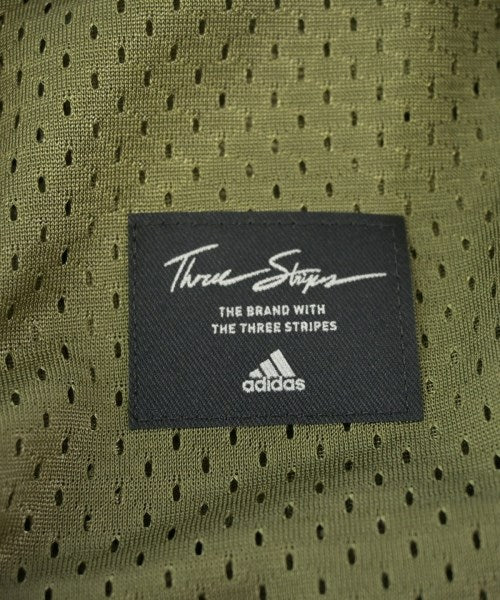 Three Stripes
THE BRAND WITH
THE THREE STRIPES
adidas